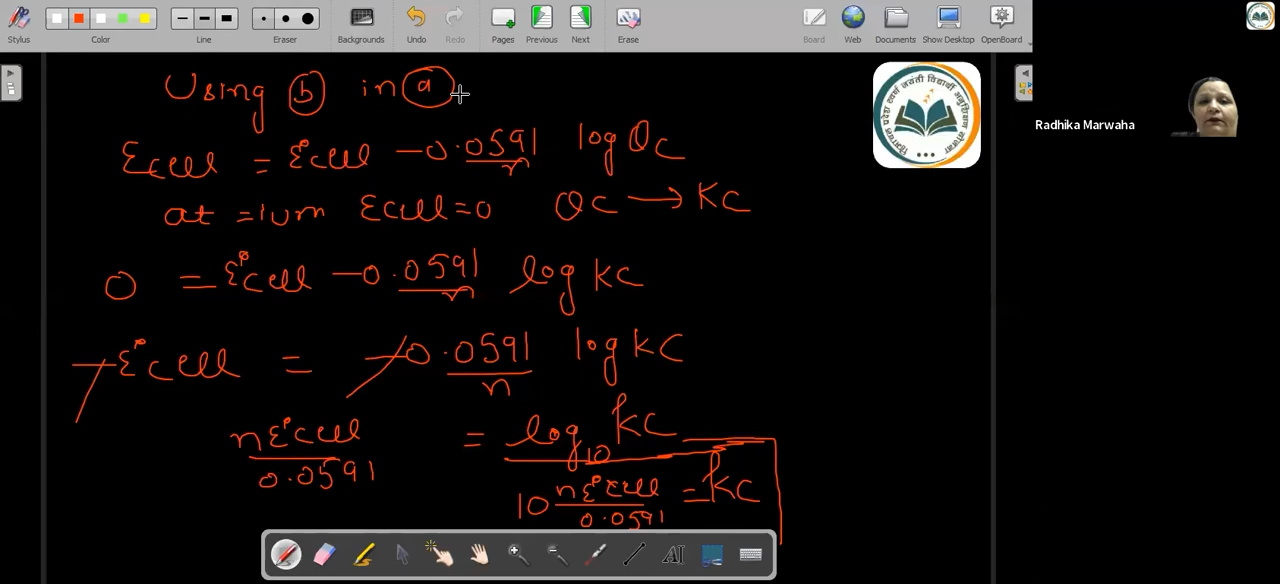 Stylus
Color
Line
Eraser
Backgrounds
Undo
Redo
Pages
Previous
Next
Erase
Board
Web
Documents
Show Desktop
OpenBoard
Radhika Marwaha
Using ⓑ in ⓐ
Ecell = E°cell − 0.0591/n log Qc
at =ium Ecell=0 Qc → KC
0 = E°cell − 0.0591/n log KC
−E°cell = −0.0591/n log KC
nE°cell/0.0591 = log10 KC
10 nE°cell/0.0591 = KC